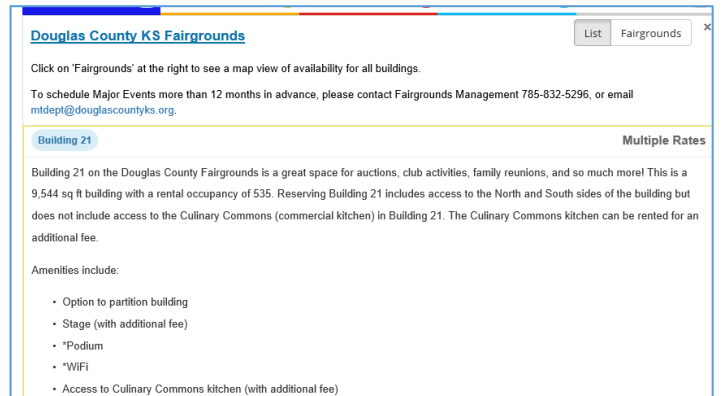 Douglas County KS Fairgrounds
List Fairgrounds ×
Click on 'Fairgrounds' at the right to see a map view of availability for all buildings.
To schedule Major Events more than 12 months in advance, please contact Fairgrounds Management 785-832-5296, or email
mtdept@douglascountyks.org.
Building 21 Multiple Rates
Building 21 on the Douglas County Fairgrounds is a great space for auctions, club activities, family reunions, and so much more! This is a
9,544 sq ft building with a rental occupancy of 535. Reserving Building 21 includes access to the North and South sides of the building but
does not include access to the Culinary Commons (commercial kitchen) in Building 21. The Culinary Commons kitchen can be rented for an
additional fee.
Amenities include:
• Option to partition building
• Stage (with additional fee)
• *Podium
• *WiFi
• Access to Culinary Commons kitchen (with additional fee)